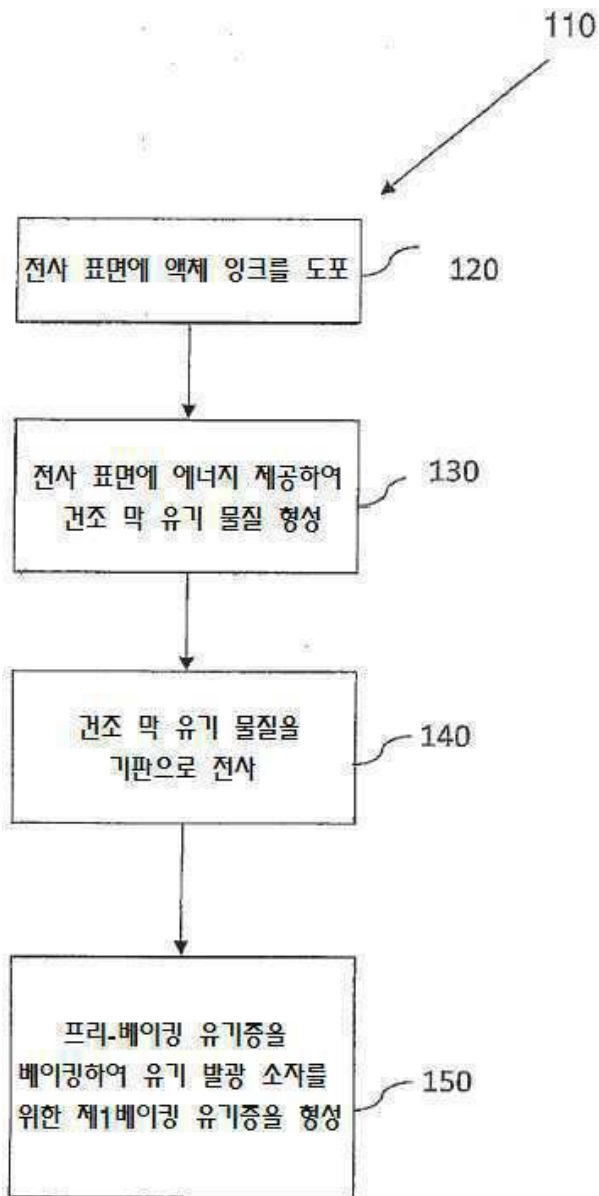 110
전사 표면에 액체 잉크를 도포
120
전사 표면에 에너지 제공하여
건조 막 유기 물질 형성
130
건조 막 유기 물질을
기판으로 전사
140
프리-베이킹 유기층을
베이킹하여 유기 발광 소자를
위한 제1베이킹 유기층을 형성
150